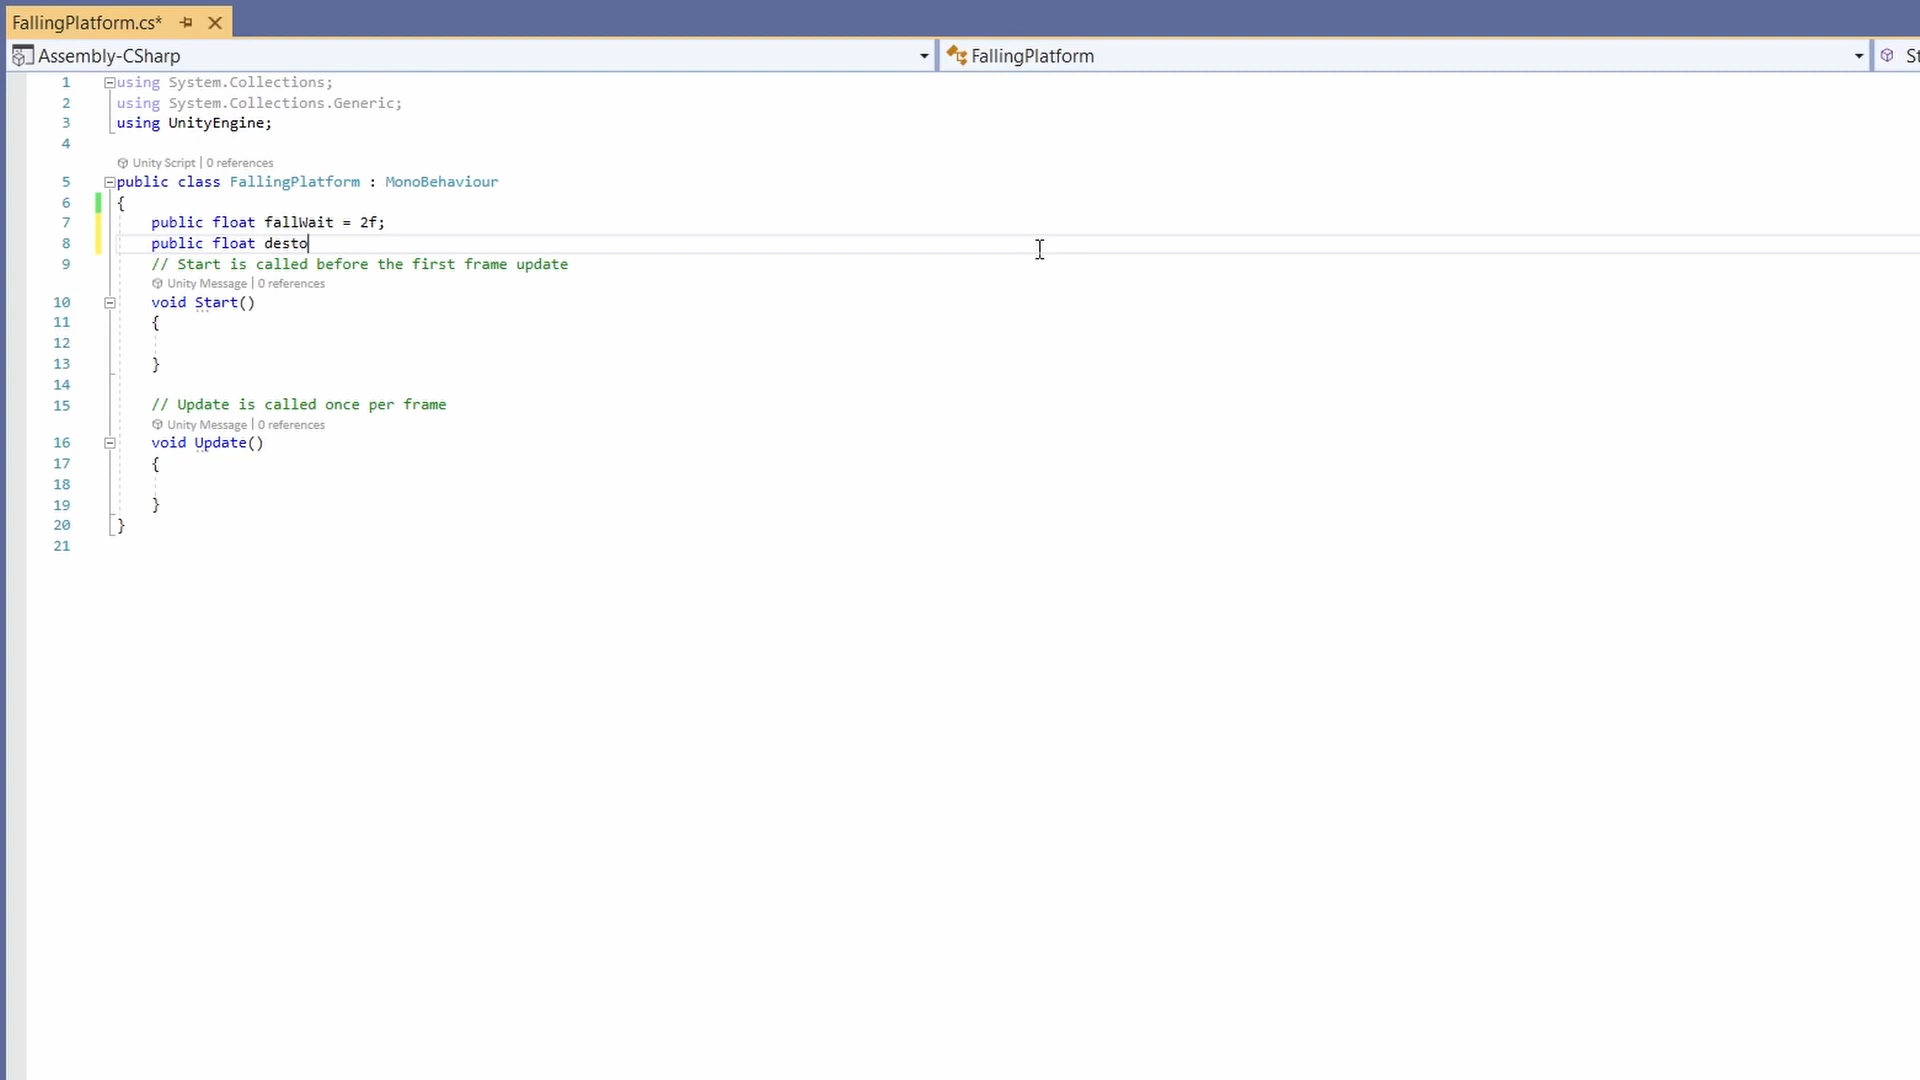 FallingPlatform.cs*
Assembly-CSharp
FallingPlatform
St
1 using System.Collections;
2 using System.Collections.Generic;
3 using UnityEngine;
4
Unity Script | 0 references
5 public class FallingPlatform : MonoBehaviour
6 {
7 public float fallWait = 2f;
8 public float desto
9 // Start is called before the first frame update
Unity Message | 0 references
10 void Start()
11 {
12
13 }
14
15 // Update is called once per frame
Unity Message | 0 references
16 void Update()
17 {
18
19 }
20 }
21